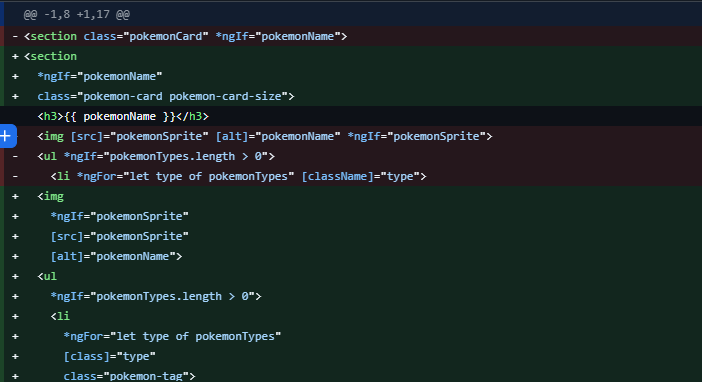 @@ -1,8 +1,17 @@
- <section class="pokemonCard" *ngIf="pokemonName">
+ <section
+   *ngIf="pokemonName"
+   class="pokemon-card pokemon-card-size">
    <h3>{{ pokemonName }}</h3>
-   <img [src]="pokemonSprite" [alt]="pokemonName" *ngIf="pokemonSprite">
-   <ul *ngIf="pokemonTypes.length > 0">
-     <li *ngFor="let type of pokemonTypes" [className]="type">
+   <img
+     *ngIf="pokemonSprite"
+     [src]="pokemonSprite"
+     [alt]="pokemonName">
+   <ul
+     *ngIf="pokemonTypes.length > 0">
+     <li
+       *ngFor="let type of pokemonTypes"
+       [class]="type"
+       class="pokemon-tag">